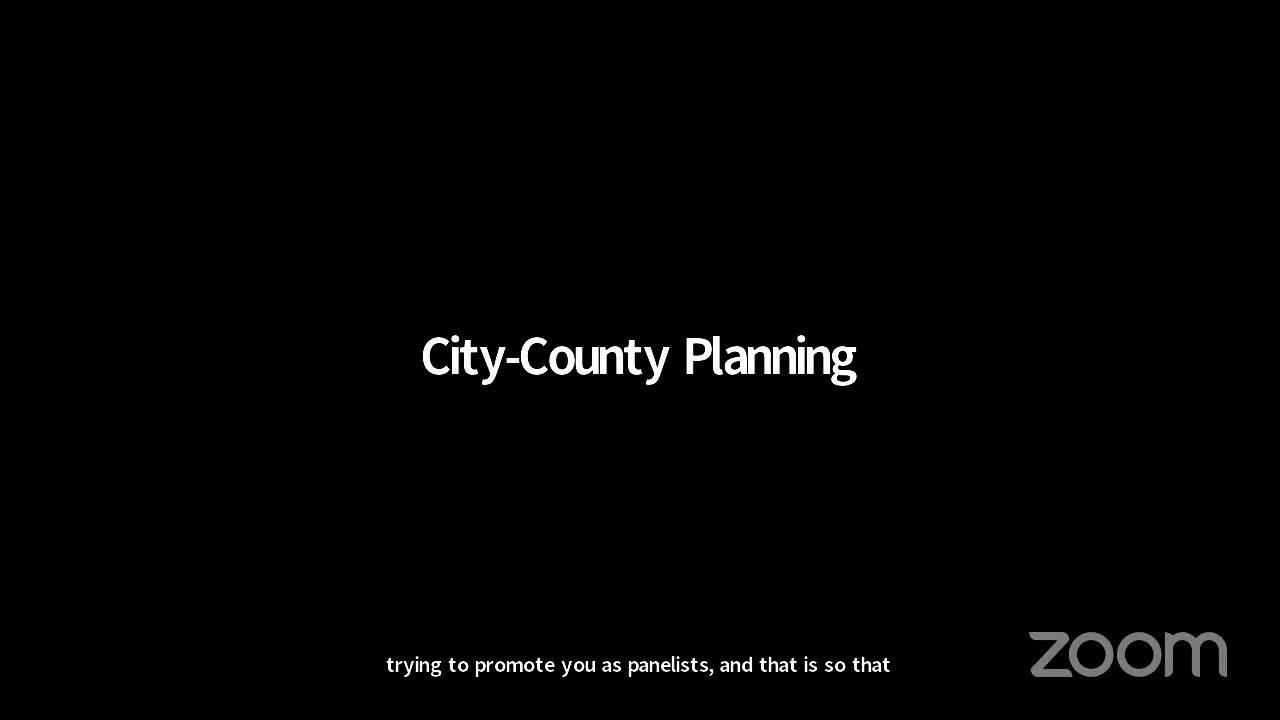 City-County Planning
trying to promote you as panelists, and that is so that
zoom